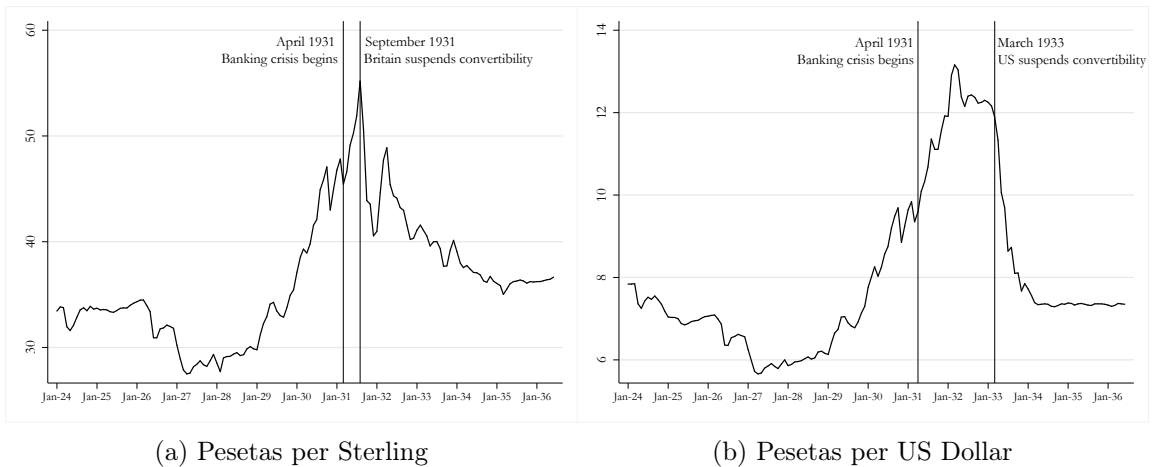 60
50
40
30
April 1931
Banking crisis begins
September 1931
Britain suspends convertibility
Jan-24 Jan-25 Jan-26 Jan-27 Jan-28 Jan-29 Jan-30 Jan-31 Jan-32 Jan-33 Jan-34 Jan-35 Jan-36
(a) Pesetas per Sterling
14
12
10
8
6
April 1931
Banking crisis begins
March 1933
US suspends convertibility
Jan-24 Jan-25 Jan-26 Jan-27 Jan-28 Jan-29 Jan-30 Jan-31 Jan-32 Jan-33 Jan-34 Jan-35 Jan-36
(b) Pesetas per US Dollar